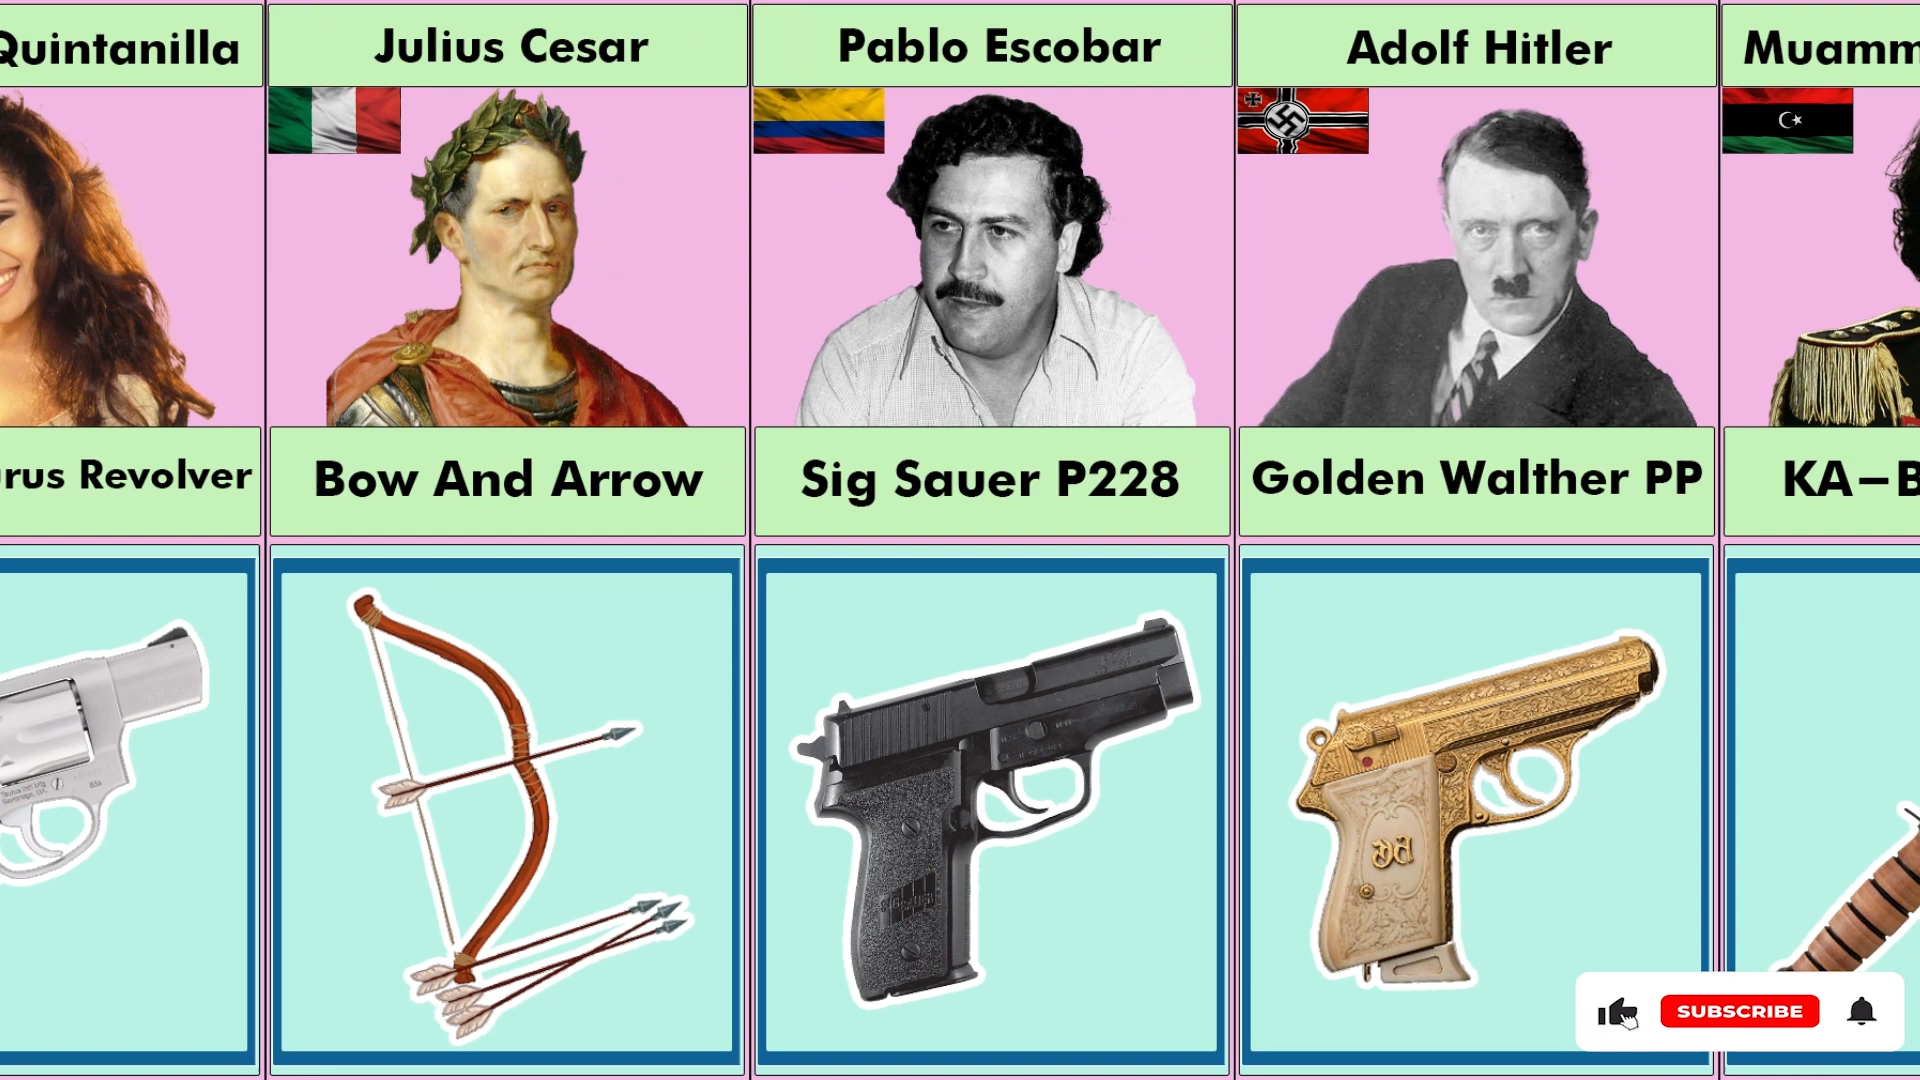 Quintanilla
Julius Cesar
Pablo Escobar
Adolf Hitler
Muamm
rus Revolver
Bow And Arrow
Sig Sauer P228
Golden Walther PP
KA-B
SUBSCRIBE